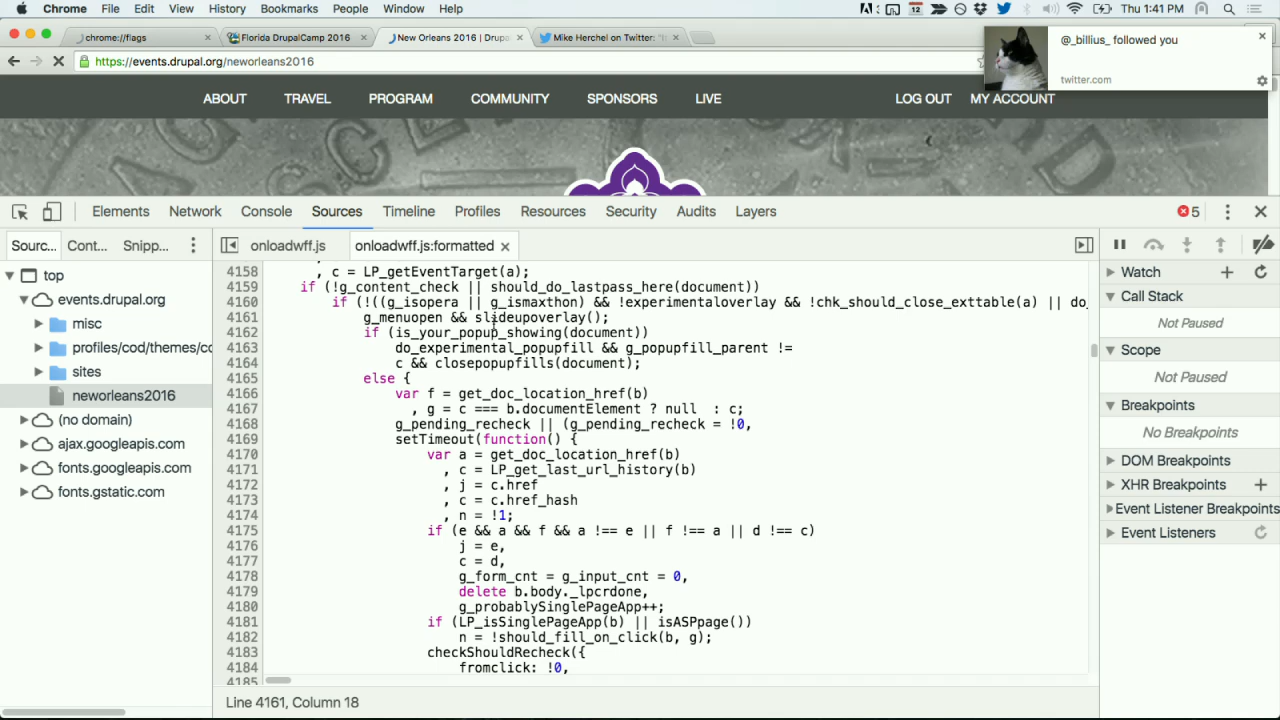 Chrome File Edit View History Bookmarks People Window Help 12 Thu 1:41 PM
chrome://flags × Florida DrupalCamp 2016 × New Orleans 2016 | Drupa × Mike Herchel on Twitter: "t ×
@_billius_ followed you
twitter.com
https://events.drupal.org/neworleans2016
ABOUT TRAVEL PROGRAM COMMUNITY SPONSORS LIVE LOG OUT MY ACCOUNT
Elements Network Console Sources Timeline Profiles Resources Security Audits Layers 5
Sourc... Cont... Snipp... onloadwff.js onloadwff.js:formatted ×
top
events.drupal.org
misc
profiles/cod/themes/co
sites
neworleans2016
(no domain)
ajax.googleapis.com
fonts.googleapis.com
fonts.gstatic.com
4158 , c = LP_getEventTarget(a);
4159 if (!g_content_check || should_do_lastpass_here(document))
4160 if (!((g_isopera || g_ismaxthon) && !experimentaloverlay && !chk_should_close_exttable(a) || do_
4161 g_menuopen && slideupoverlay();
4162 if (is_your_popup_showing(document))
4163 do_experimental_popupfill && g_popupfill_parent !=
4164 c && closepopupfills(document);
4165 else {
4166 var f = get_doc_location_href(b)
4167 , g = c === b.documentElement ? null : c;
4168 g_pending_recheck || (g_pending_recheck = !0,
4169 setTimeout(function() {
4170 var a = get_doc_location_href(b)
4171 , c = LP_get_last_url_history(b)
4172 , j = c.href
4173 , c = c.href_hash
4174 , n = !1;
4175 if (e && a && f && a !== e || f !== a || d !== c)
4176 j = e,
4177 c = d,
4178 g_form_cnt = g_input_cnt = 0,
4179 delete b.body._lpcrdone,
4180 g_probablySinglePageApp++;
4181 if (LP_isSinglePageApp(b) || isASPpage())
4182 n = !should_fill_on_click(b, g);
4183 checkShouldRecheck({
4184 fromclick: !0,
4185
Line 4161, Column 18
Watch
Call Stack
Not Paused
Scope
Not Paused
Breakpoints
No Breakpoints
DOM Breakpoints
XHR Breakpoints
Event Listener Breakpoints
Event Listeners